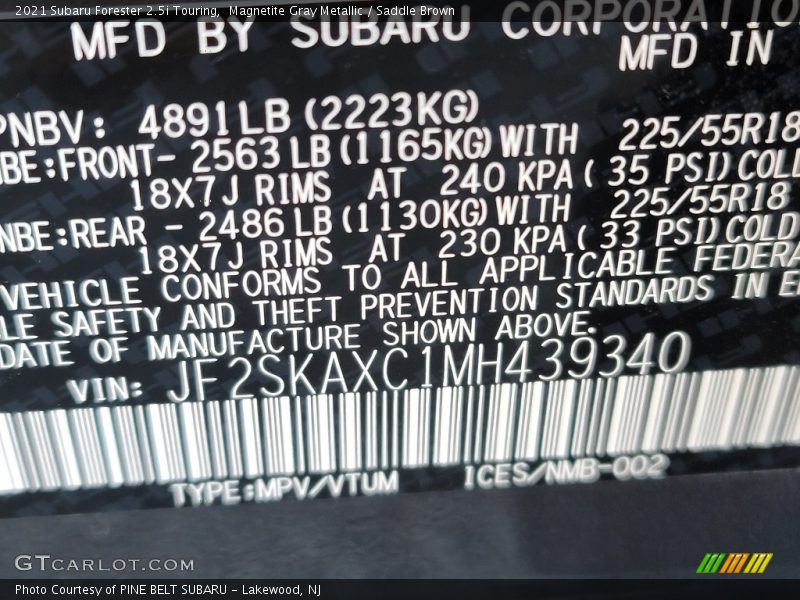 2021 Subaru Forester 2.5i Touring, Magnetite Gray Metallic / Saddle Brown
MFD BY SUBARU CORPORATION
MFD IN
PNBV: 4891LB (2223KG)
BE:FRONT- 2563 LB (1165KG) WITH 225/55R18
18X7J RIMS AT 240 KPA ( 35 PSI) COLD
NBE:REAR - 2486 LB (1130KG) WITH 225/55R18
18X7J RIMS AT 230 KPA ( 33 PSI) COLD
VEHICLE CONFORMS TO ALL APPLICABLE FEDERA
LE SAFETY AND THEFT PREVENTION STANDARDS IN E
DATE OF MANUFACTURE SHOWN ABOVE.
VIN: JF2SKAXC1MH439340
TYPE:MPV/VTUM ICES/NMB-002
GTCARLOT.COM
Photo Courtesy of PINE BELT SUBARU - Lakewood, NJ